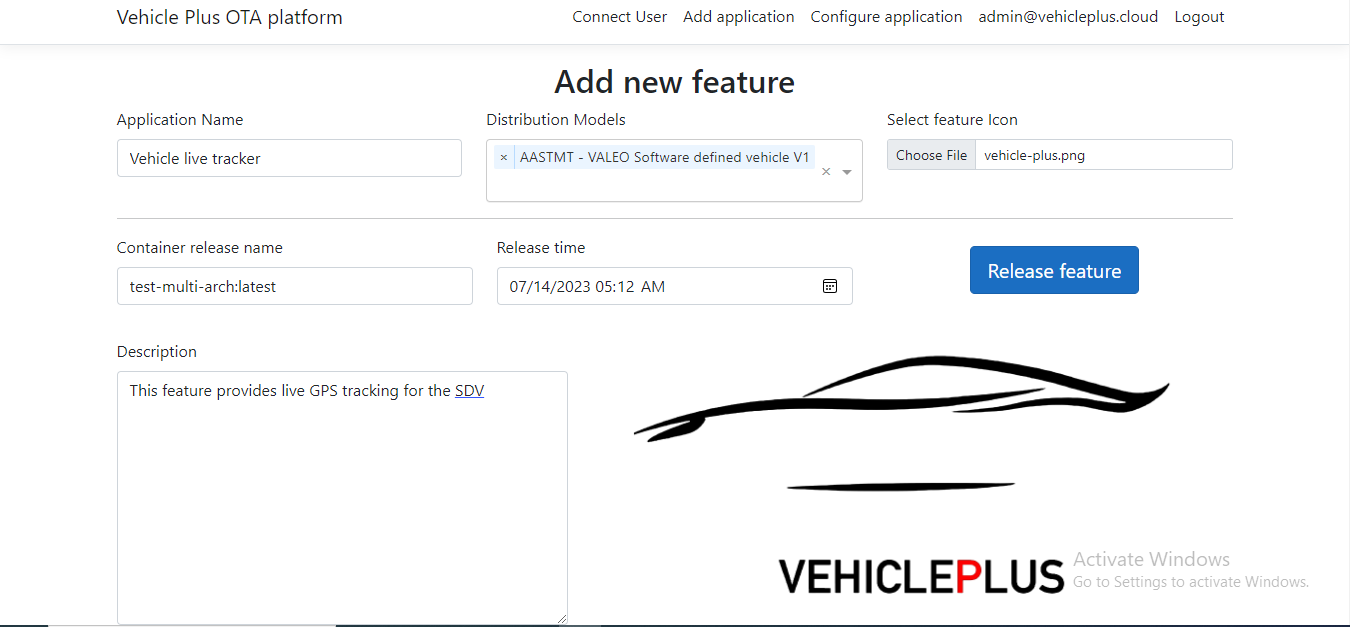 Vehicle Plus OTA platform
Connect User Add application Configure application admin@vehicleplus.cloud Logout
Add new feature
Application Name Distribution Models Select feature Icon
Vehicle live tracker × AASTMT - VALEO Software defined vehicle V1 × Choose File vehicle-plus.png
Container release name Release time
test-multi-arch:latest 07/14/2023 05:12 AM Release feature
Description
This feature provides live GPS tracking for the SDV
VEHICLEPLUS
Activate Windows
Go to Settings to activate Windows.